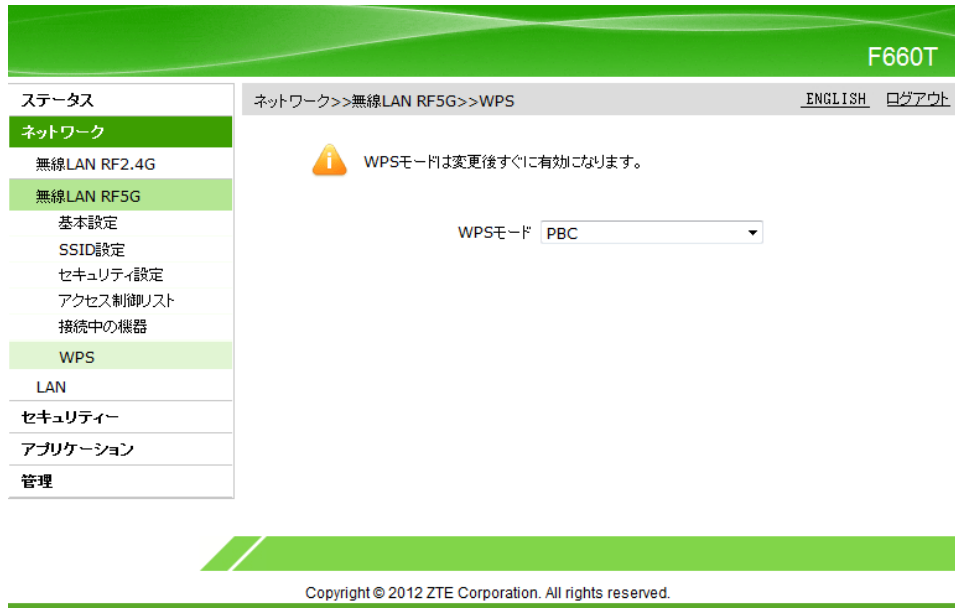 F660T
ステータス
ネットワーク>>無線LAN RF5G>>WPS
ENGLISH ログアウト
ネットワーク
無線LAN RF2.4G
無線LAN RF5G
基本設定
SSID設定
セキュリティ設定
アクセス制御リスト
接続中の機器
WPS
LAN
セキュリティー
アプリケーション
管理
WPSモードは変更後すぐに有効になります。
WPSモード PBC
Copyright © 2012 ZTE Corporation. All rights reserved.